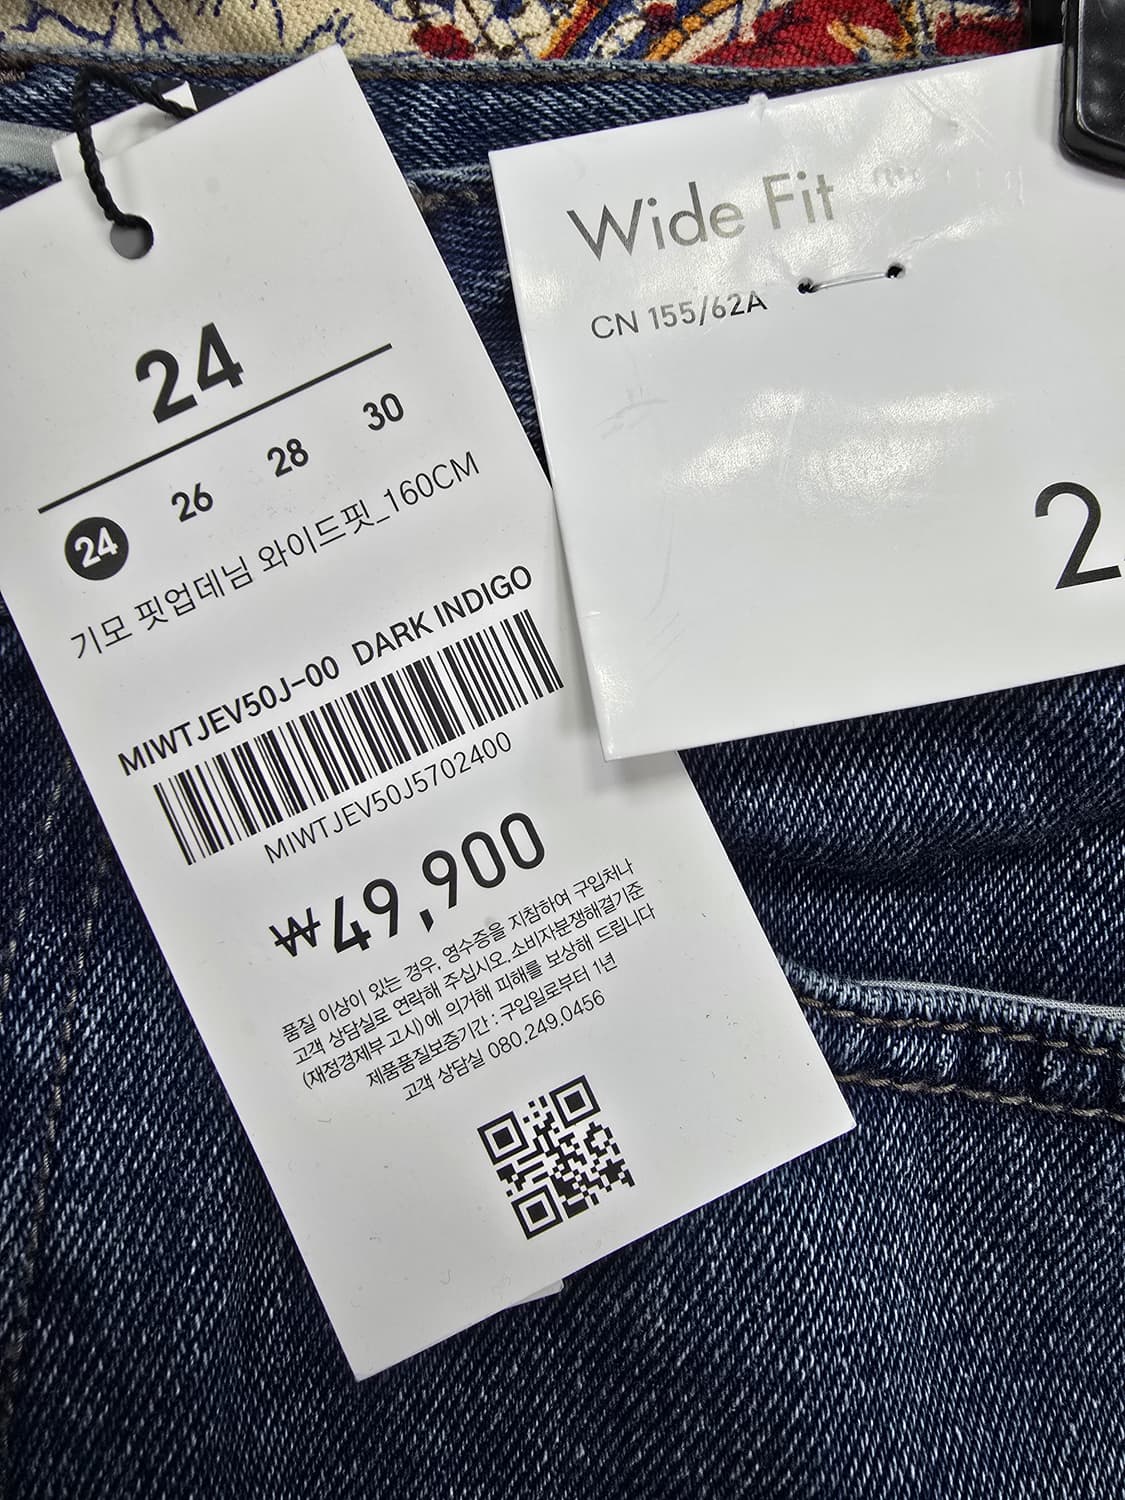 24
24 26 28 30
기모 핏업데님 와이드핏_160CM
MIWTJEV50J-00 DARK INDIGO
MIWTJEV50J5702400
₩49,900
품질 이상이 있는 경우, 영수증을 지참하여 구입처나
고객 상담실로 연락해 주십시오.소비자분쟁해결기준
(재정경제부 고시)에 의거해 피해를 보상해 드립니다
제품품질보증기간 : 구입일로부터 1년
고객 상담실 080.249.0456
Wide Fit
CN 155/62A
2